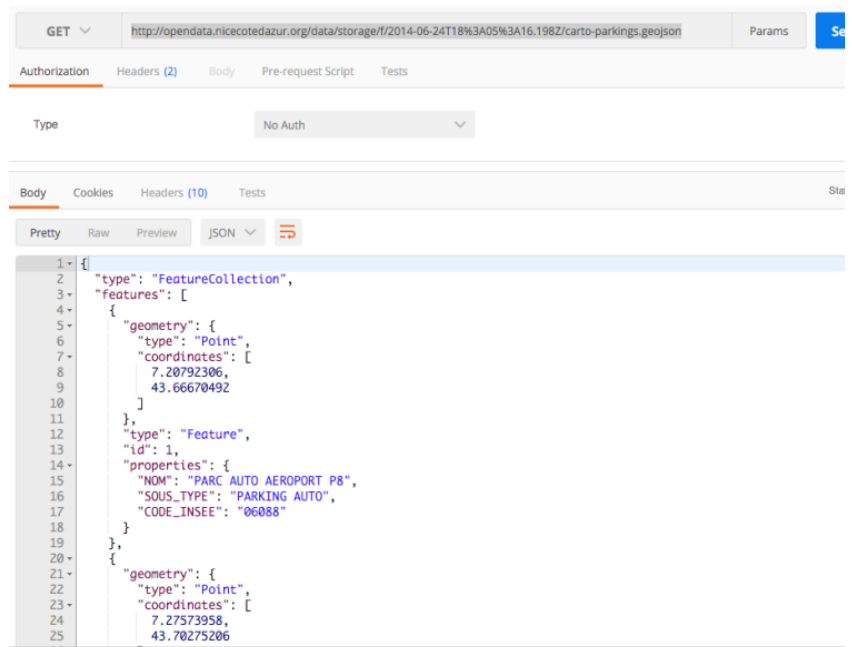 GET http://opendata.nicecotedazur.org/data/storage/f/2014-06-24T18%3A05%3A16.198Z/carto-parkings.geojson Params Se
Authorization Headers (2) Body Pre-request Script Tests
Type No Auth
Body Cookies Headers (10) Tests Sta
Pretty Raw Preview JSON
1 {
2 "type": "FeatureCollection",
3 "features": [
4 {
5 "geometry": {
6 "type": "Point",
7 "coordinates": [
8 7.20792306,
9 43.66670492
10 ]
11 },
12 "type": "Feature",
13 "id": 1,
14 "properties": {
15 "NOM": "PARC AUTO AEROPORT P8",
16 "SOUS_TYPE": "PARKING AUTO",
17 "CODE_INSEE": "06088"
18 }
19 },
20 {
21 "geometry": {
22 "type": "Point",
23 "coordinates": [
24 7.27573958,
25 43.70275206